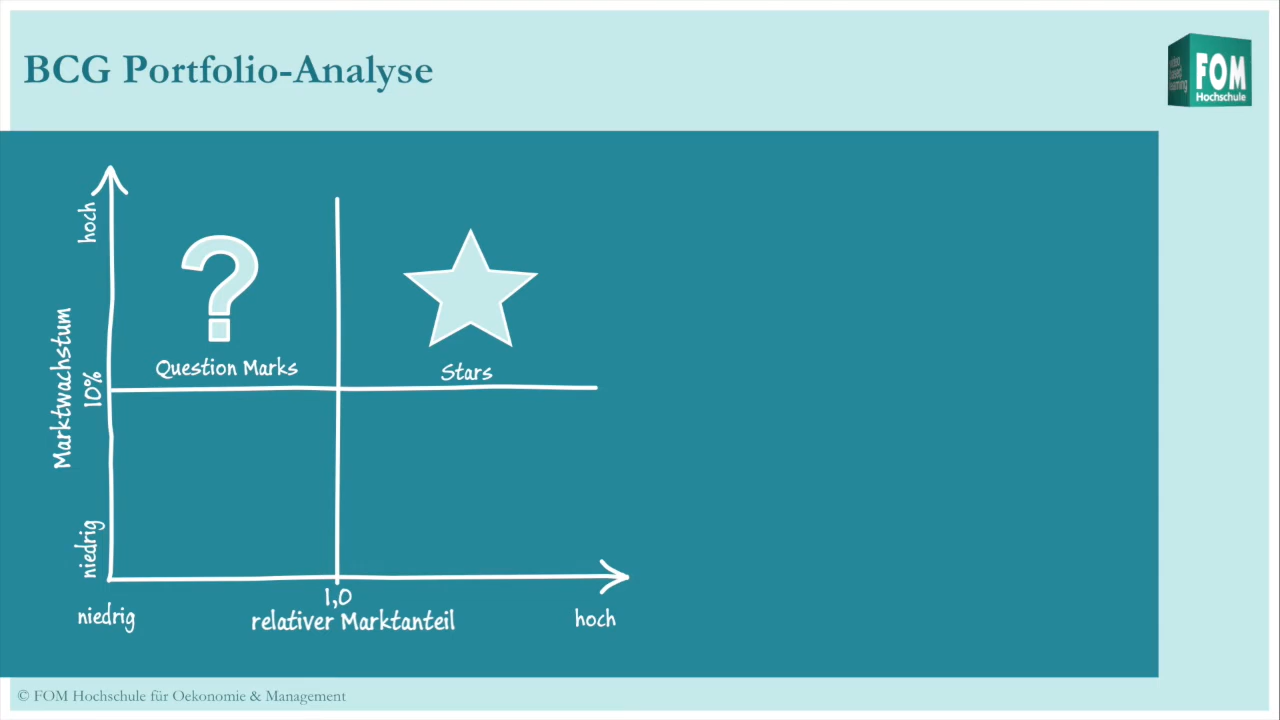 BCG Portfolio-Analyse
FOM
Hochschule
hoch
Marktwachstum
10%
niedrig
Question Marks
Stars
niedrig
1,0
relativer Marktanteil
hoch
© FOM Hochschule für Oekonomie & Management